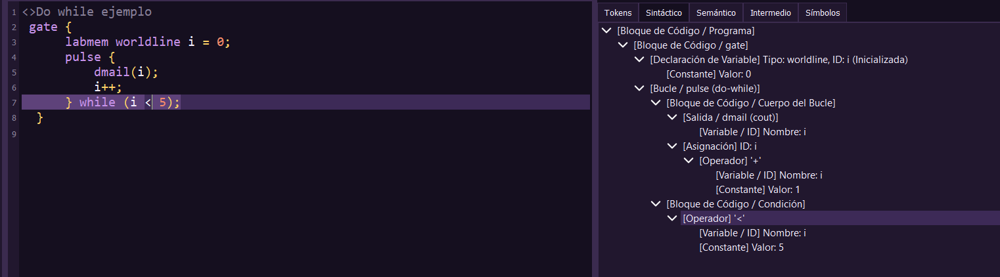 1 <>Do while ejemplo
2 gate {
3 labmem worldline i = 0;
4 pulse {
5 dmail(i);
6 i++;
7 } while (i < 5);
8 }
9
Tokens Sintáctico Semántico Intermedio Símbolos
[Bloque de Código / Programa]
[Bloque de Código / gate]
[Declaración de Variable] Tipo: worldline, ID: i (Inicializada)
[Constante] Valor: 0
[Bucle / pulse (do-while)]
[Bloque de Código / Cuerpo del Bucle]
[Salida / dmail (cout)]
[Variable / ID] Nombre: i
[Asignación] ID: i
[Operador] '+'
[Variable / ID] Nombre: i
[Constante] Valor: 1
[Bloque de Código / Condición]
[Operador] '<'
[Variable / ID] Nombre: i
[Constante] Valor: 5